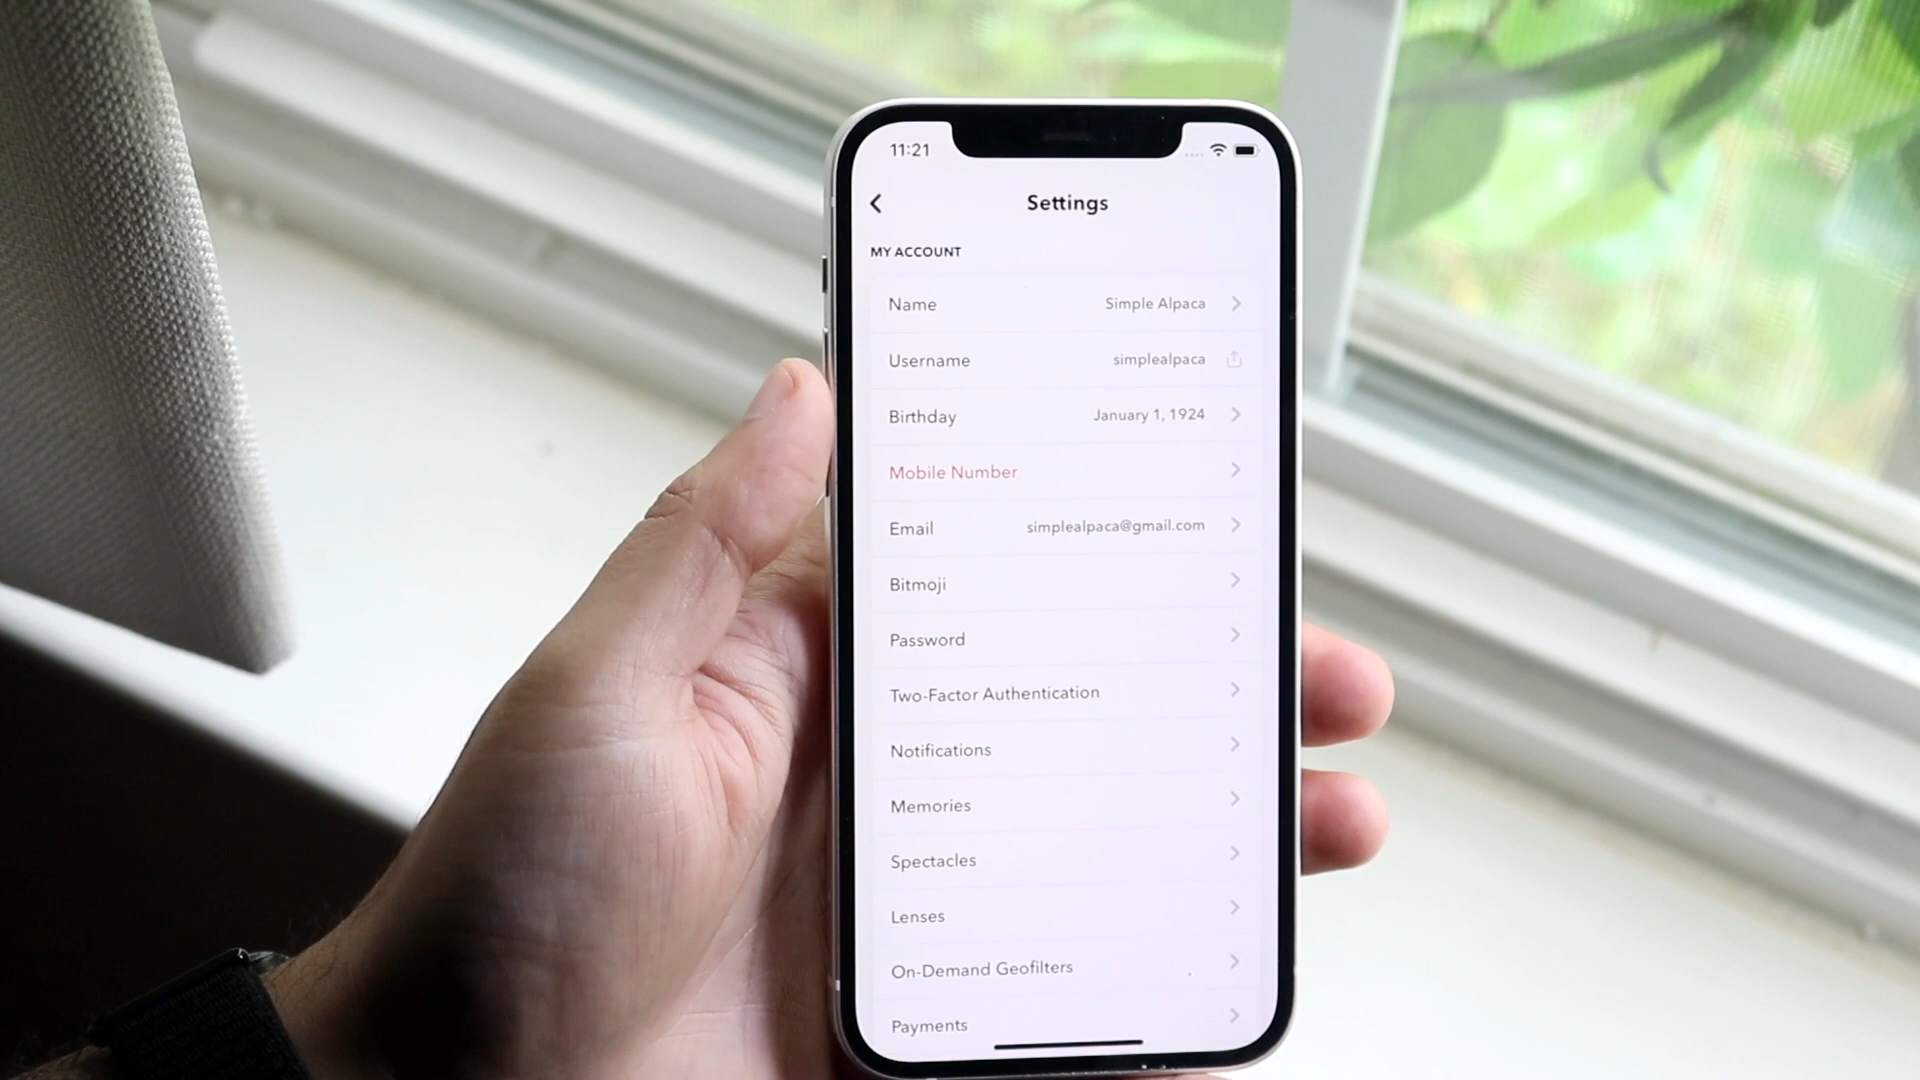 11:21
Settings
MY ACCOUNT
Name Simple Alpaca
Username simplealpaca
Birthday January 1, 1924
Mobile Number
Email simplealpaca@gmail.com
Bitmoji
Password
Two-Factor Authentication
Notifications
Memories
Spectacles
Lenses
On-Demand Geofilters
Payments